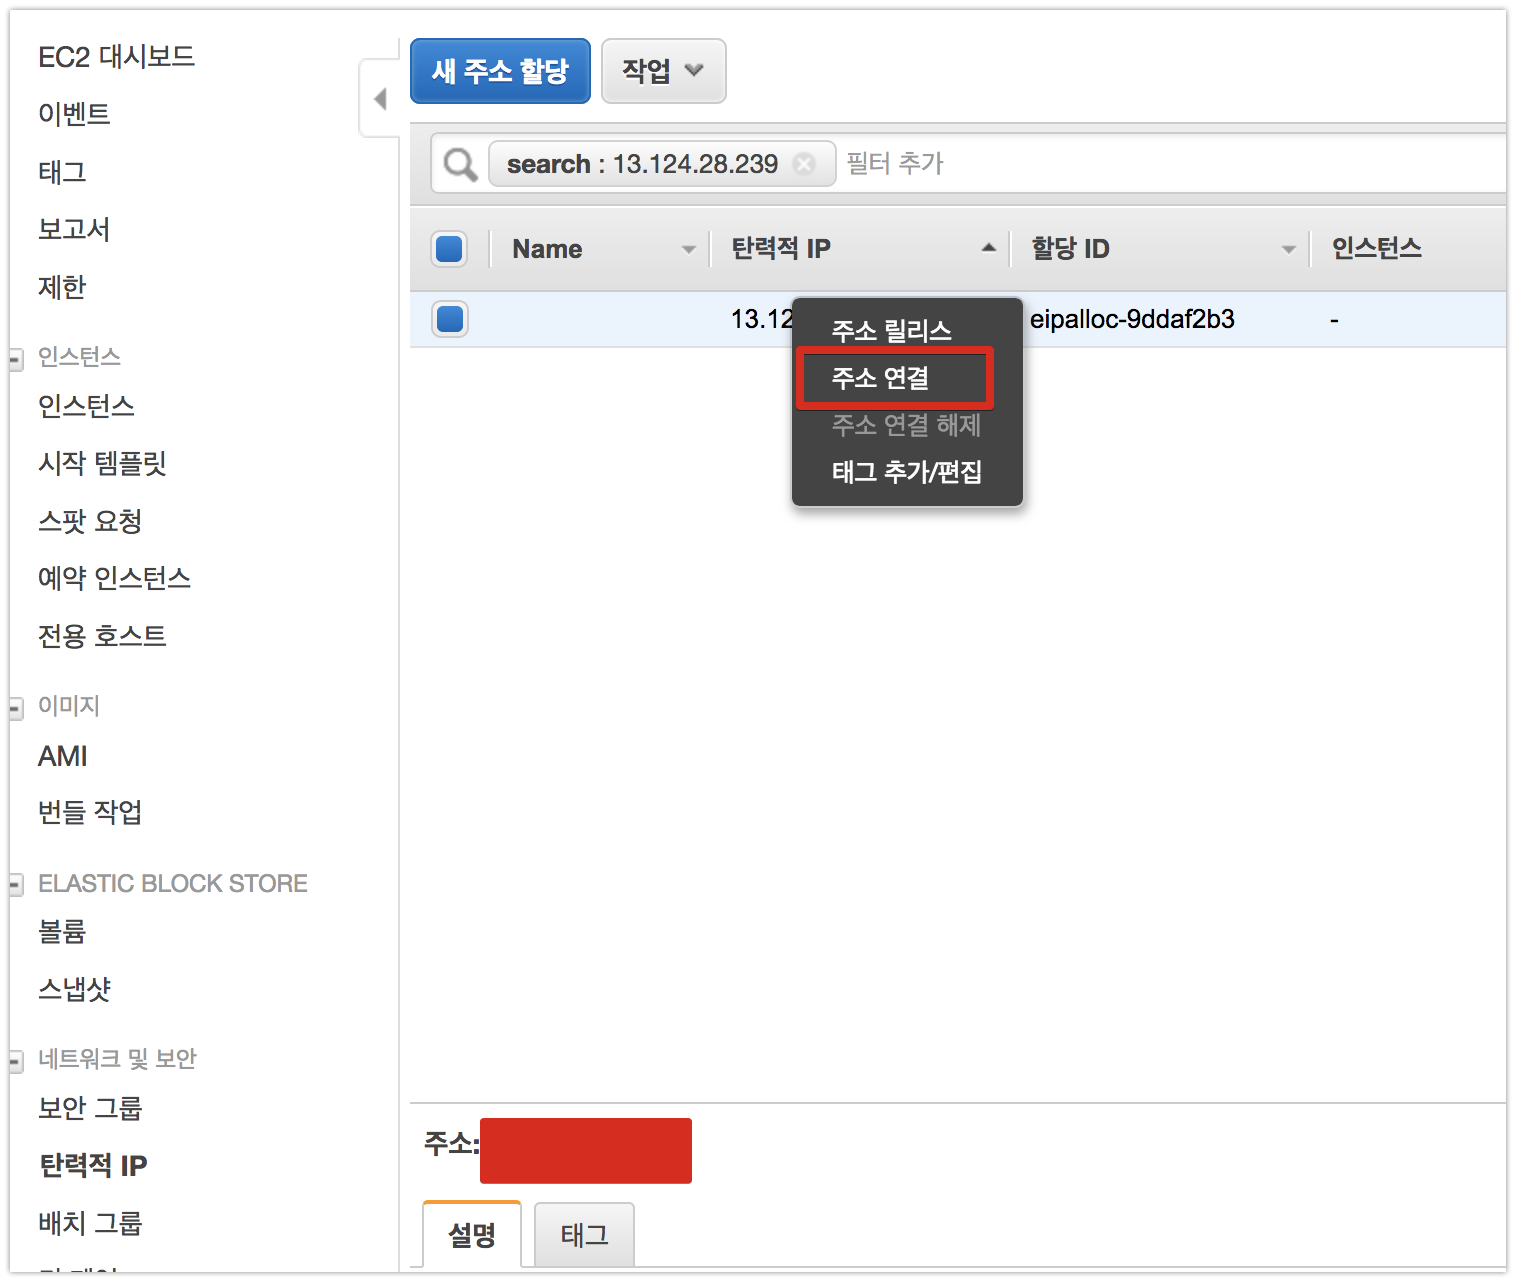 EC2 대시보드
이벤트
태그
보고서
제한
인스턴스
인스턴스
시작 템플릿
스팟 요청
예약 인스턴스
전용 호스트
이미지
AMI
번들 작업
ELASTIC BLOCK STORE
볼륨
스냅샷
네트워크 및 보안
보안 그룹
탄력적 IP
배치 그룹
새 주소 할당 작업
search : 13.124.28.239 필터 추가
Name 탄력적 IP 할당 ID 인스턴스
13.12 eipalloc-9ddaf2b3 -
주소 릴리스
주소 연결
주소 연결 해제
태그 추가/편집
주소:
설명 태그